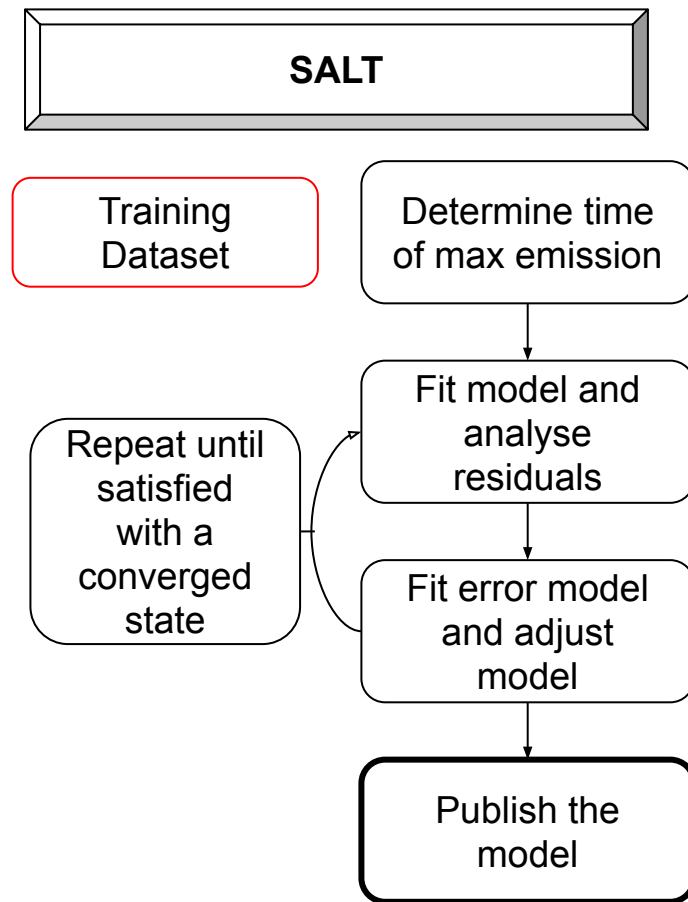 SALT
Training
Dataset
Determine time
of max emission
Fit model and
analyse
residuals
Repeat until
satisfied
with a
converged
state
Fit error model
and adjust
model
Publish the
model